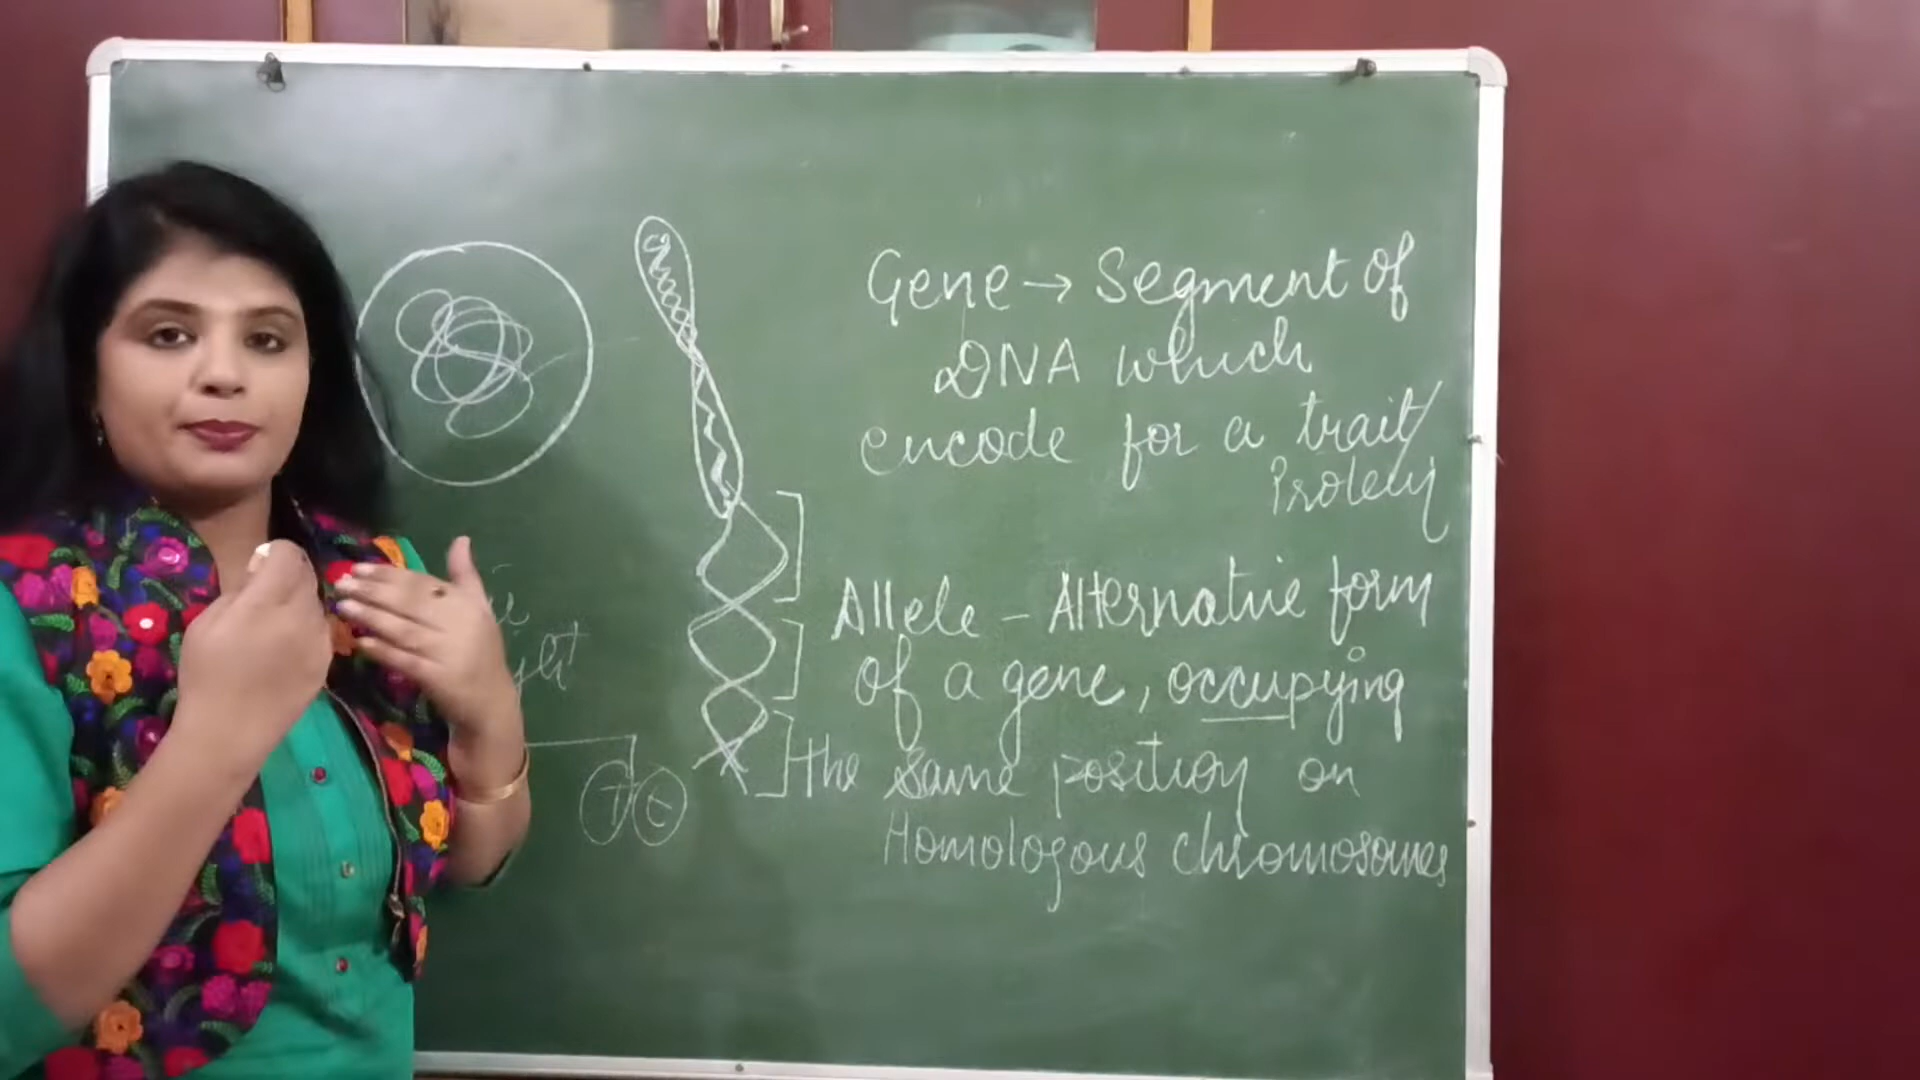 Gene → Segment of
DNA which
encode for a trait/
Protein
Allele - Alternative form
of a gene, occupying
the same position on
Homologous chromosomes
T t